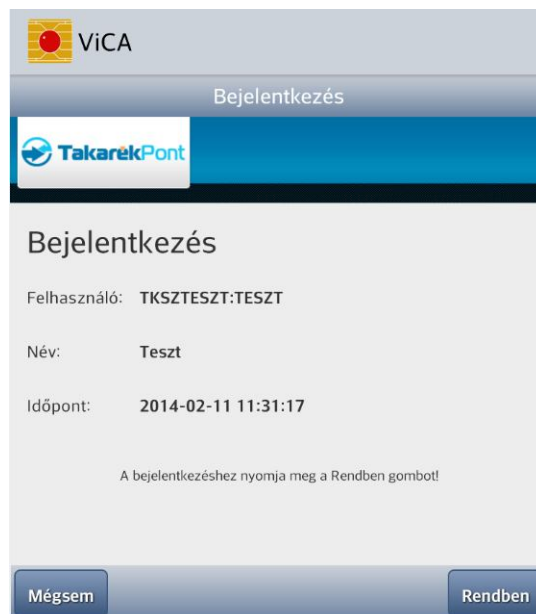 ViCA
Bejelentkezés
TakarékPont
Bejelentkezés
Felhasználó: TKSZTESZT:TESZT
Név: Teszt
Időpont: 2014-02-11 11:31:17
A bejelentkezéshez nyomja meg a Rendben gombot!
Mégsem Rendben